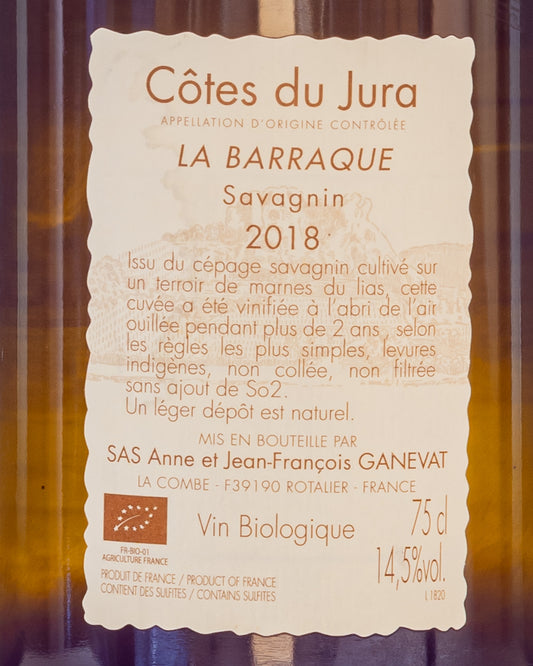 Côtes du Jura
APPELLATION D'ORIGINE CONTRÔLÉE
LA BARRAQUE
Savagnin
2018
Issu du cépage savagnin cultivé sur
un terroir de marnes du lias, cette
cuvée a été vinifiée à l'abri de l'air
ouillée pendant plus de 2 ans, selon
les règles les plus simples, levures
indigènes, non collée, non filtrée
sans ajout de So2.
Un léger dépôt est naturel.
MIS EN BOUTEILLE PAR
SAS Anne et Jean-François GANEVAT
LA COMBE - F39190 ROTALIER - FRANCE
Vin Biologique
75 cl
14,5%vol.
L1820
FR-BIO-01
AGRICULTURE FRANCE
PRODUIT DE FRANCE / PRODUCT OF FRANCE
CONTIENT DES SULFITES / CONTAINS SULFITES